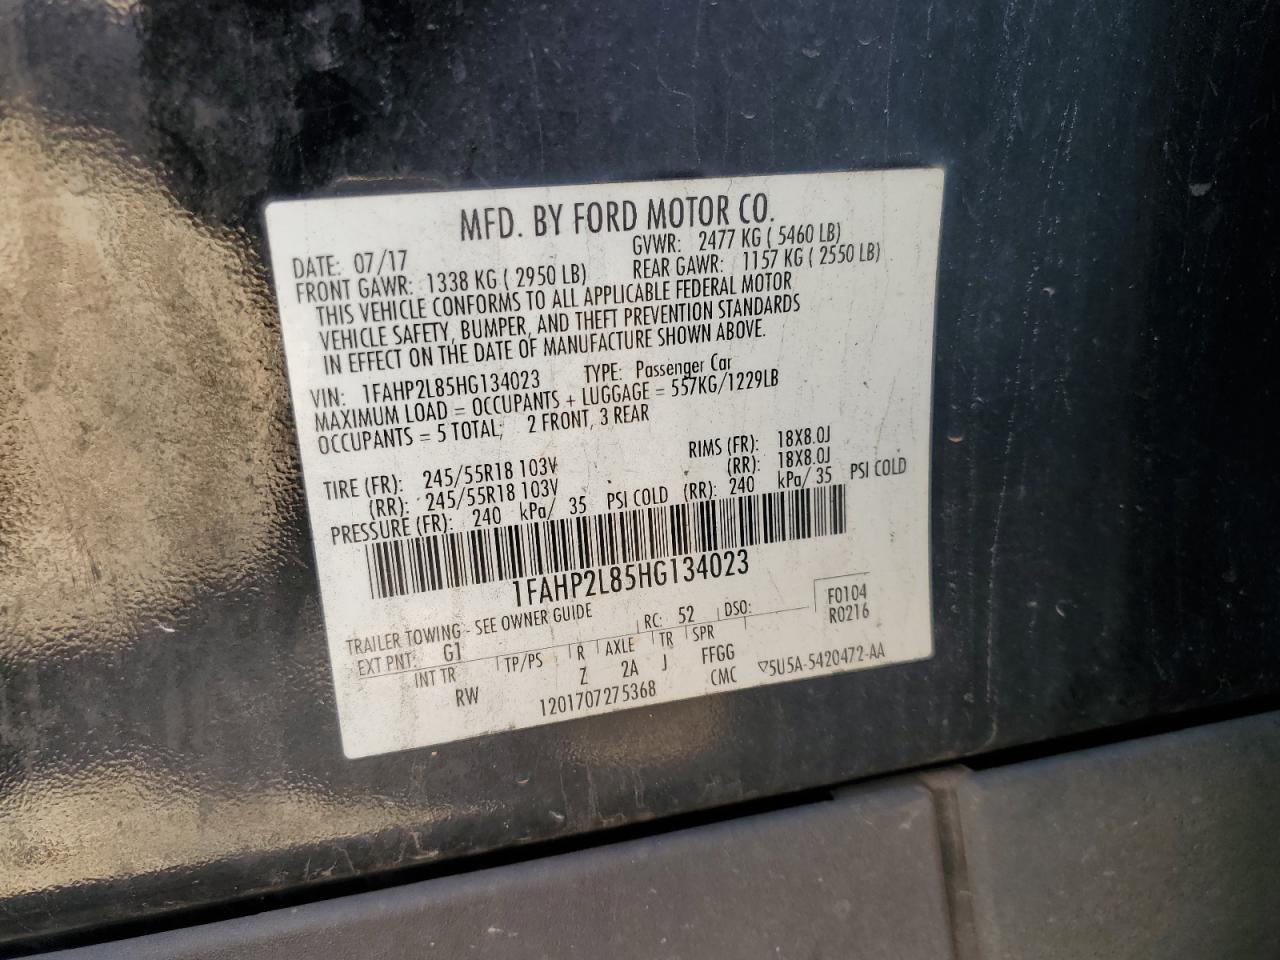 MFD. BY FORD MOTOR CO.
DATE: 07/17 GVWR: 2477 KG ( 5460 LB)
FRONT GAWR: 1338 KG ( 2950 LB) REAR GAWR: 1157 KG ( 2550 LB)
THIS VEHICLE CONFORMS TO ALL APPLICABLE FEDERAL MOTOR
VEHICLE SAFETY, BUMPER, AND THEFT PREVENTION STANDARDS
IN EFFECT ON THE DATE OF MANUFACTURE SHOWN ABOVE.
VIN: 1FAHP2L85HG134023 TYPE: Passenger Car
MAXIMUM LOAD = OCCUPANTS + LUGGAGE = 557KG/1229LB
OCCUPANTS = 5 TOTAL; 2 FRONT, 3 REAR
TIRE (FR): 245/55R18 103V RIMS (FR): 18X8.0J
(RR): 245/55R18 103V (RR): 18X8.0J
PRESSURE (FR): 240 kPa/ 35 PSI COLD (RR): 240 kPa/ 35 PSI COLD
1FAHP2L85HG134023
TRAILER TOWING - SEE OWNER GUIDE F0104
EXT PNT: G1 RC: 52 DSO: R0216
INT TR TP/PS R AXLE TR SPR
RW Z 2A J FFGG
1201707275368 CMC ▽5U5A-5420472-AA